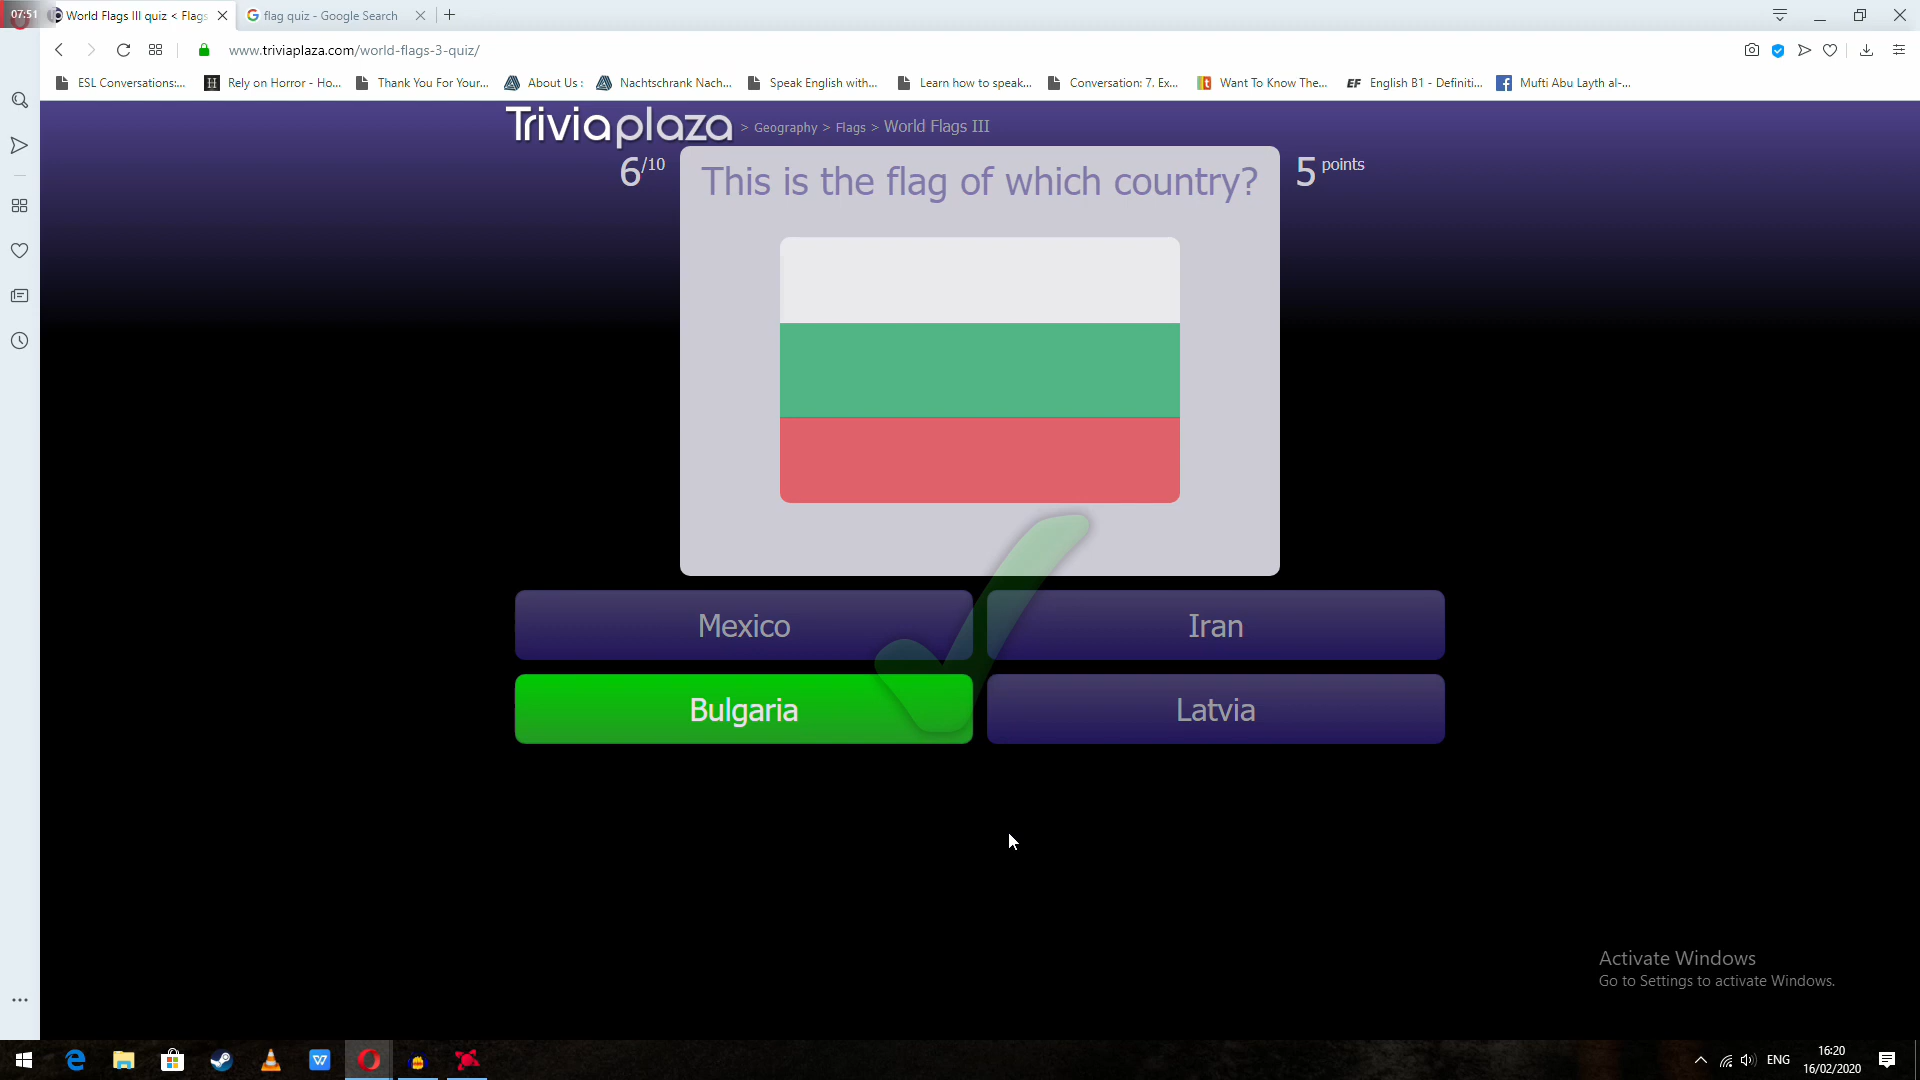 07:51
World Flags III quiz < Flags
flag quiz - Google Search
www.triviaplaza.com/world-flags-3-quiz/
ESL Conversations:...
Rely on Horror - Ho...
Thank You For Your...
About Us :
Nachtschrank Nach...
Speak English with...
Learn how to speak...
Conversation: 7. Ex...
Want To Know The...
EF English B1 - Definiti...
Mufti Abu Layth al-...
Triviaplaza > Geography > Flags > World Flags III
6/10
This is the flag of which country?
5 points
Mexico
Iran
Bulgaria
Latvia
Activate Windows
Go to Settings to activate Windows.
ENG
16:20
16/02/2020